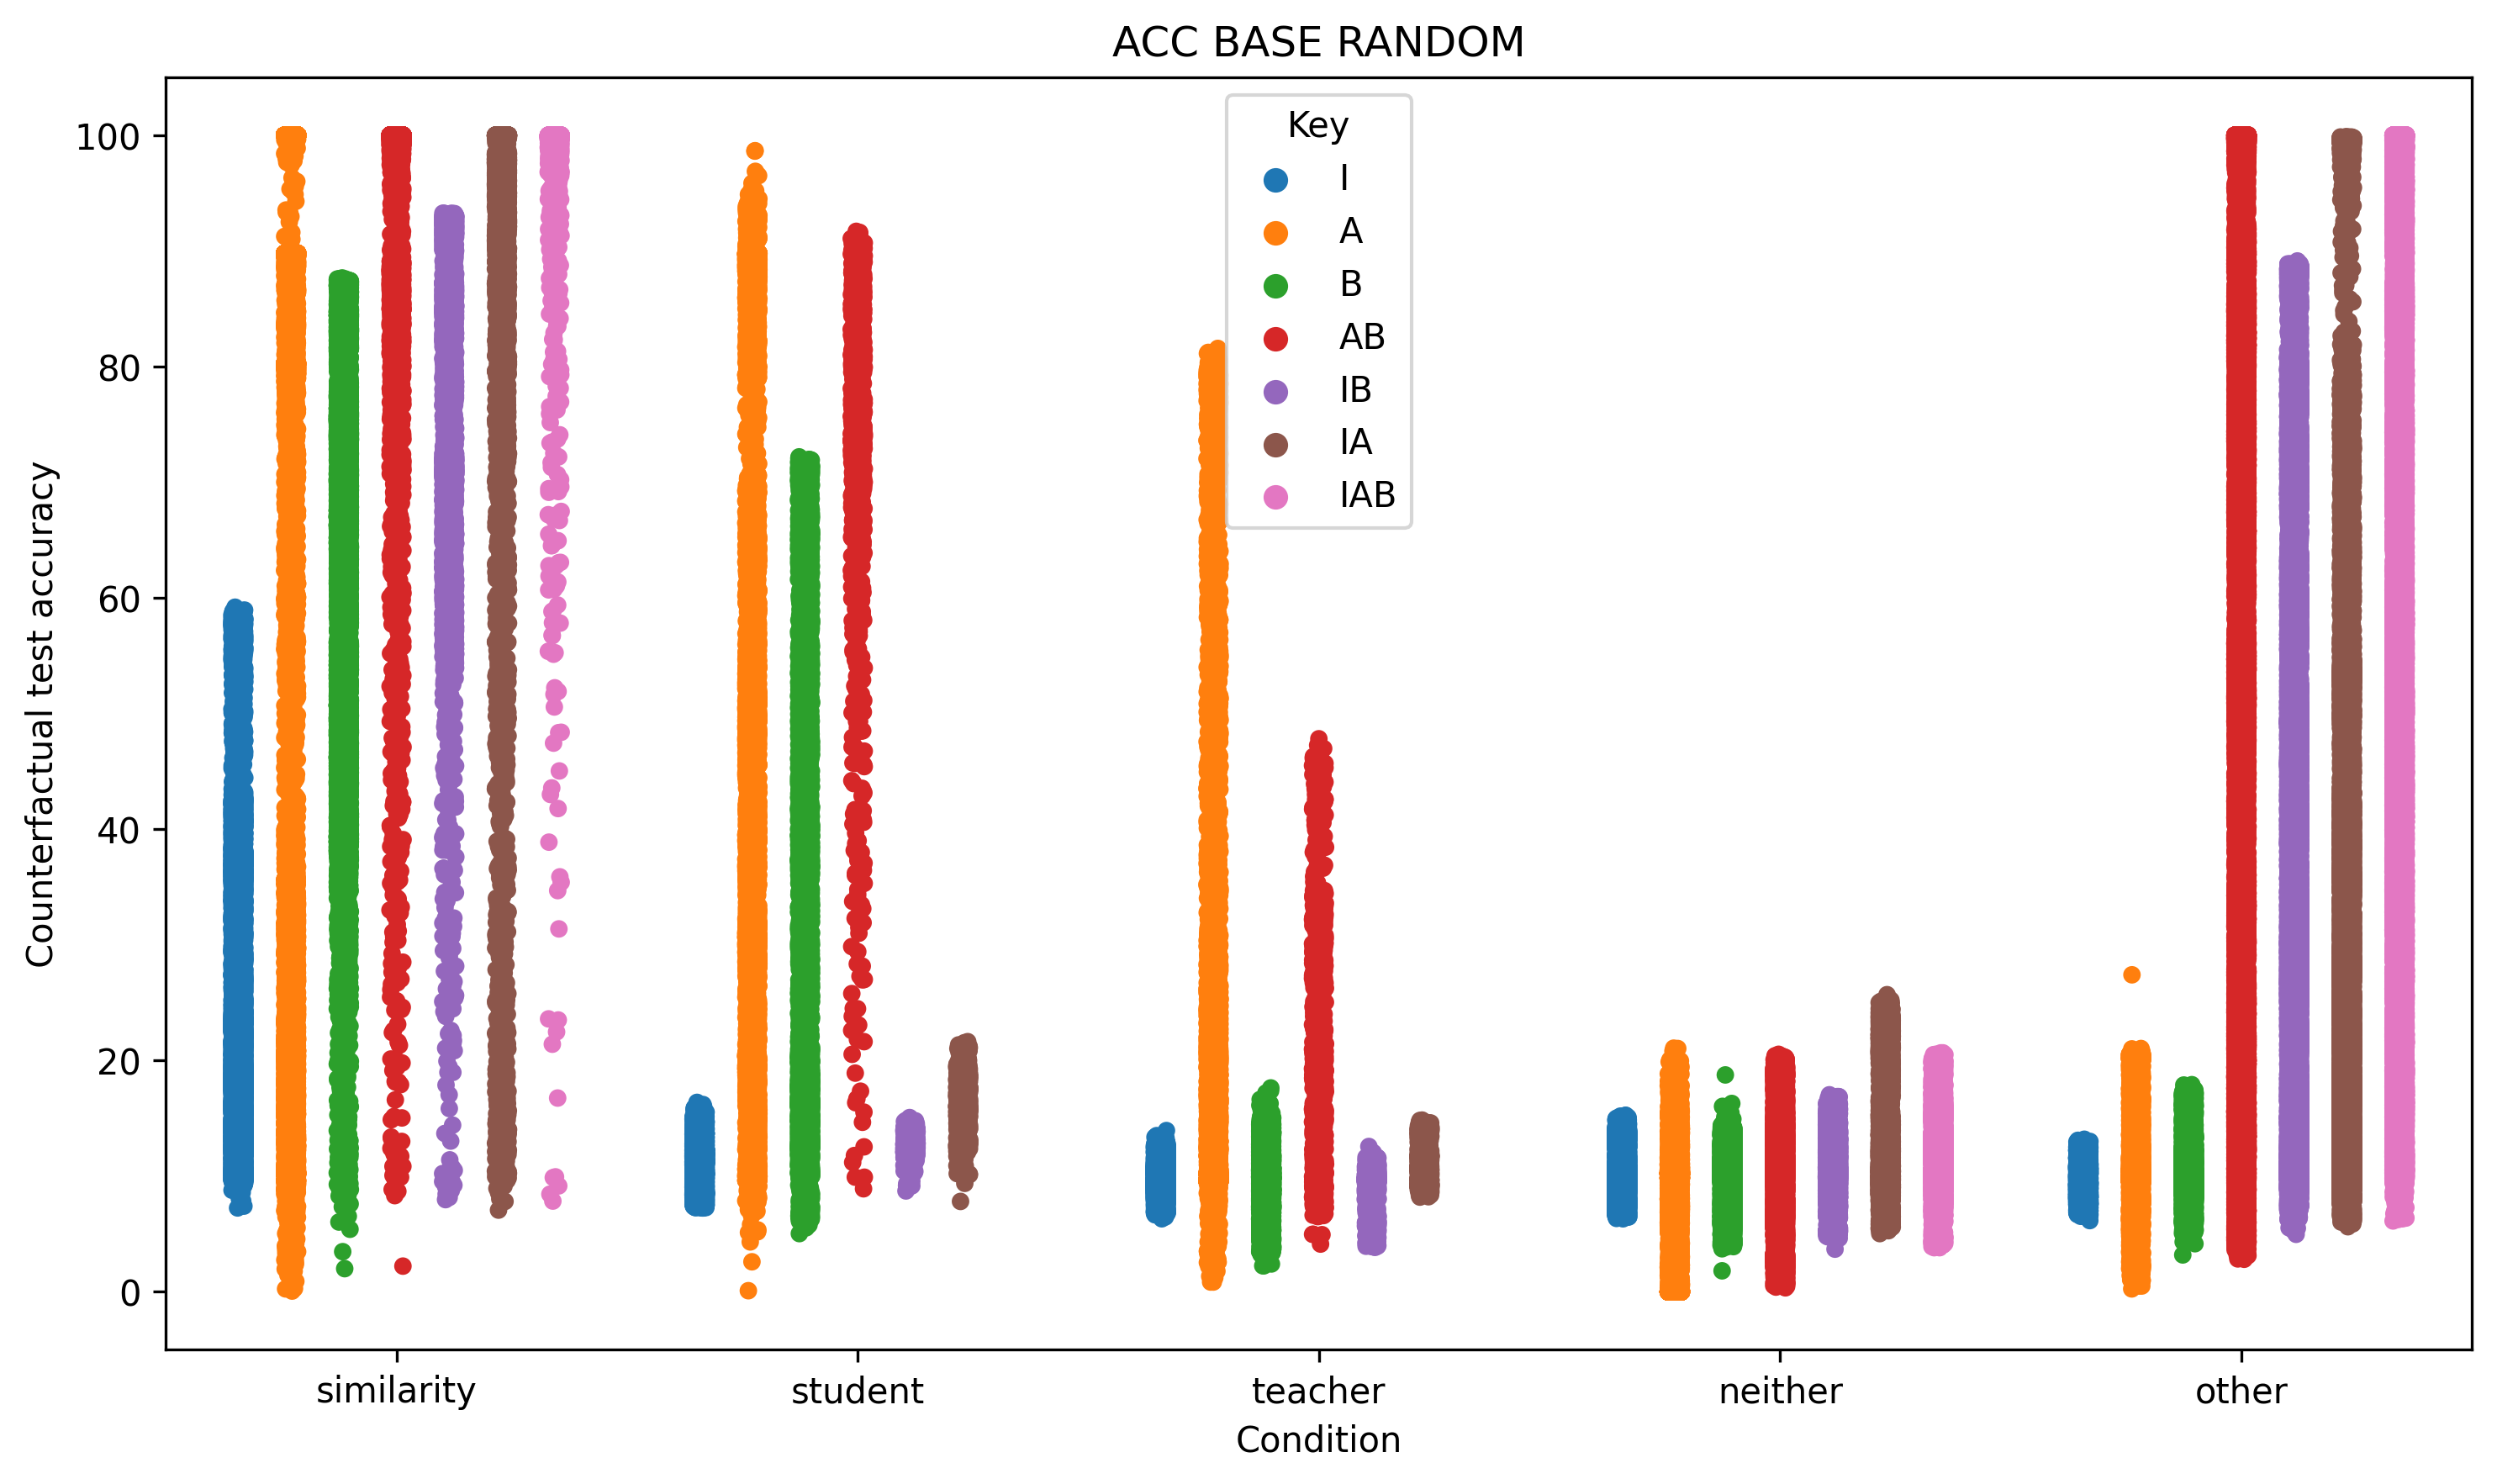 ACC BASE RANDOM
Counterfactual test accuracy
100
80
60
40
20
0
Key
I
A
B
AB
IB
IA
IAB
similarity student teacher neither other
Condition